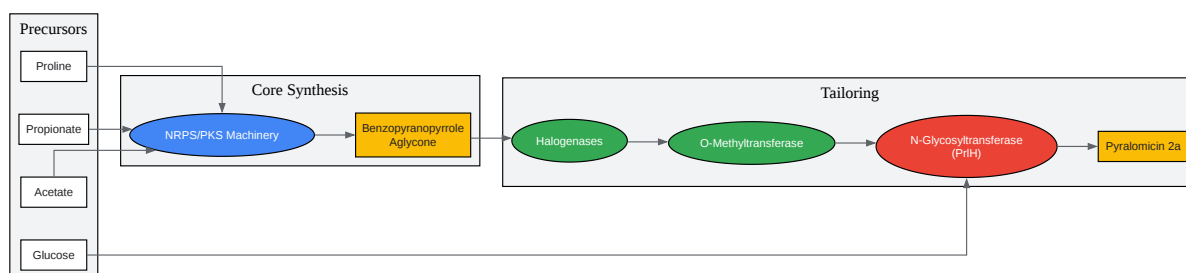 Precursors
Proline
Propionate
Acetate
Glucose
Core Synthesis
NRPS/PKS Machinery
Benzopyranopyrrole
Aglycone
Tailoring
Halogenases
O-Methyltransferase
N-Glycosyltransferase
(PrlH)
Pyralomicin 2a